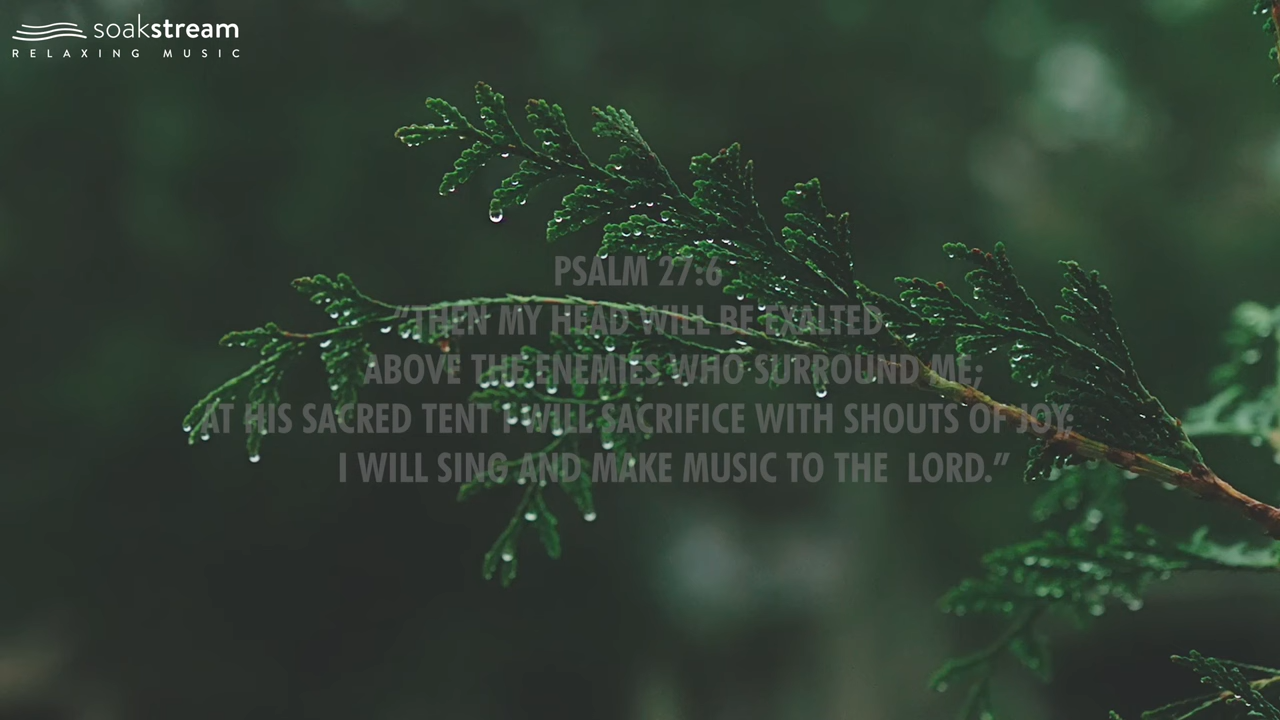 soakstream
RELAXING MUSIC
PSALM 27:6
“THEN MY HEAD WILL BE EXALTED
ABOVE THE ENEMIES WHO SURROUND ME;
AT HIS SACRED TENT I WILL SACRIFICE WITH SHOUTS OF JOY;
I WILL SING AND MAKE MUSIC TO THE LORD.”